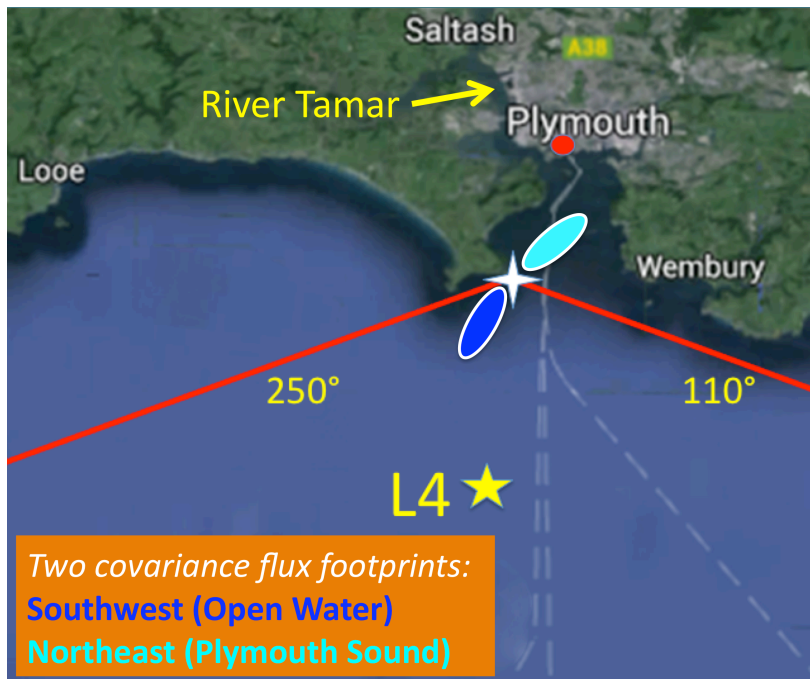 Saltash
A38
River Tamar
Plymouth
Looe
Wembury
250°
110°
L4
Two covariance flux footprints:
Southwest (Open Water)
Northeast (Plymouth Sound)